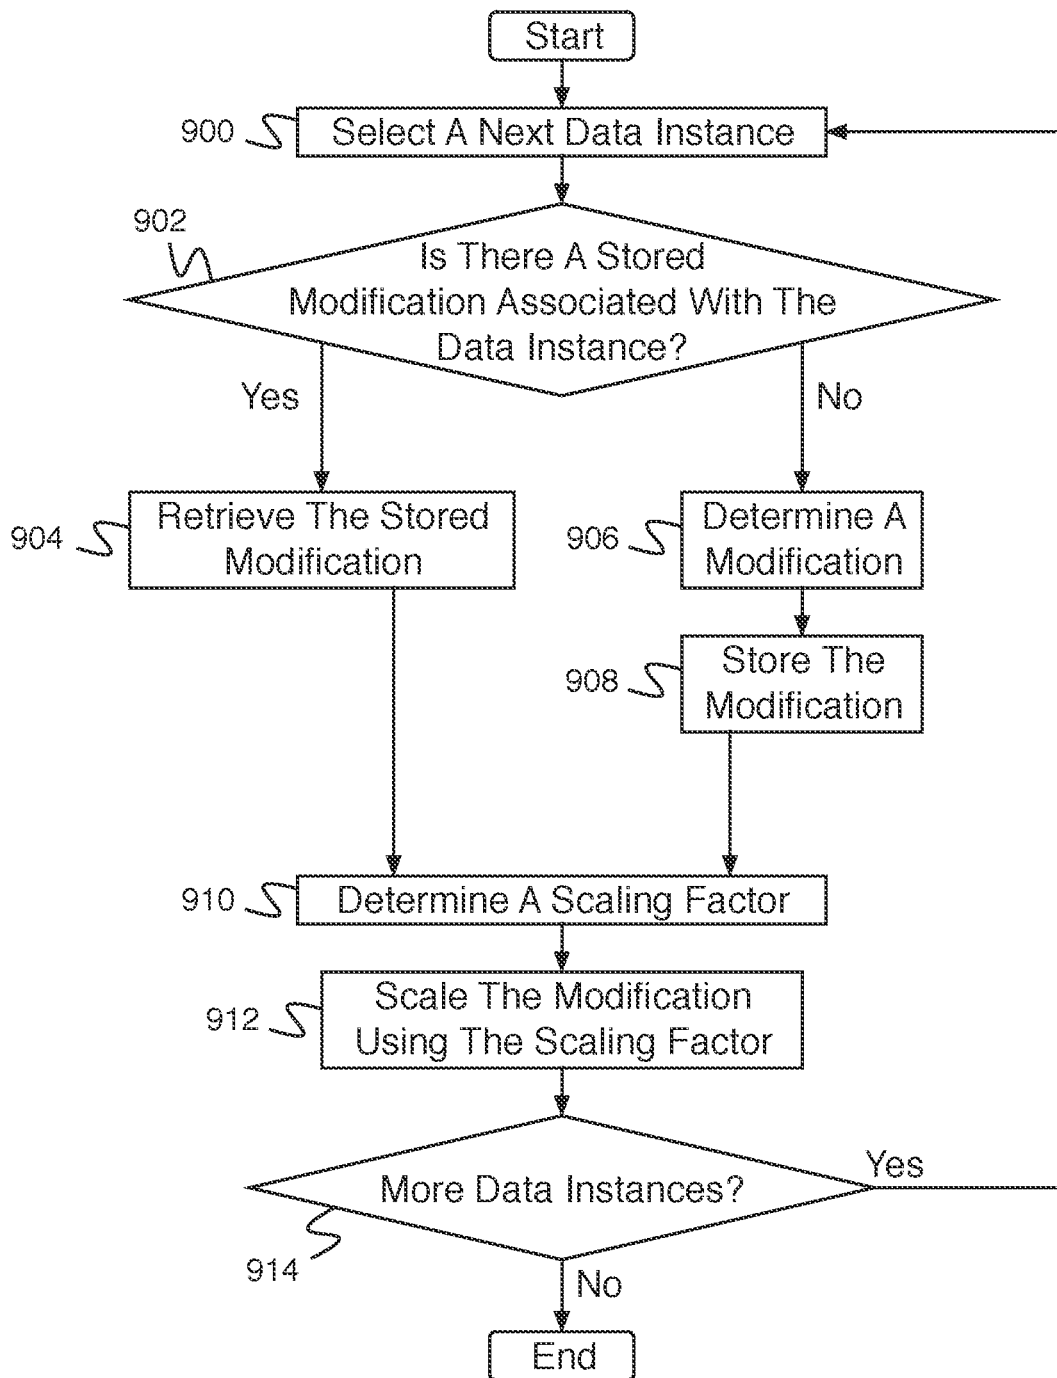 Start
900
Select A Next Data Instance
902
Is There A Stored
Modification Associated With The
Data Instance?
Yes
No
904
Retrieve The Stored
Modification
906
Determine A
Modification
908
Store The
Modification
910
Determine A Scaling Factor
912
Scale The Modification
Using The Scaling Factor
More Data Instances?
Yes
914
No
End